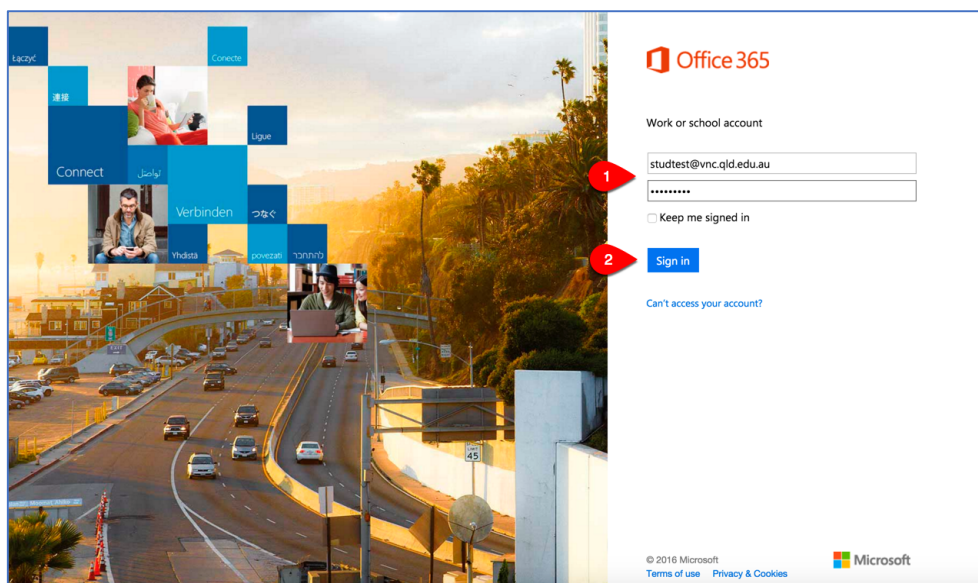 Łączyć
Conecte
連接
Ligue
Connect
تواصَل
Verbinden
つなぐ
Yhdistä
povezati
להתחבר
LIMIT
45
Office 365
Work or school account
1
studtest@vnc.qld.edu.au
•••••••••
Keep me signed in
2
Sign in
Can't access your account?
© 2016 Microsoft
Terms of use Privacy & Cookies
Microsoft